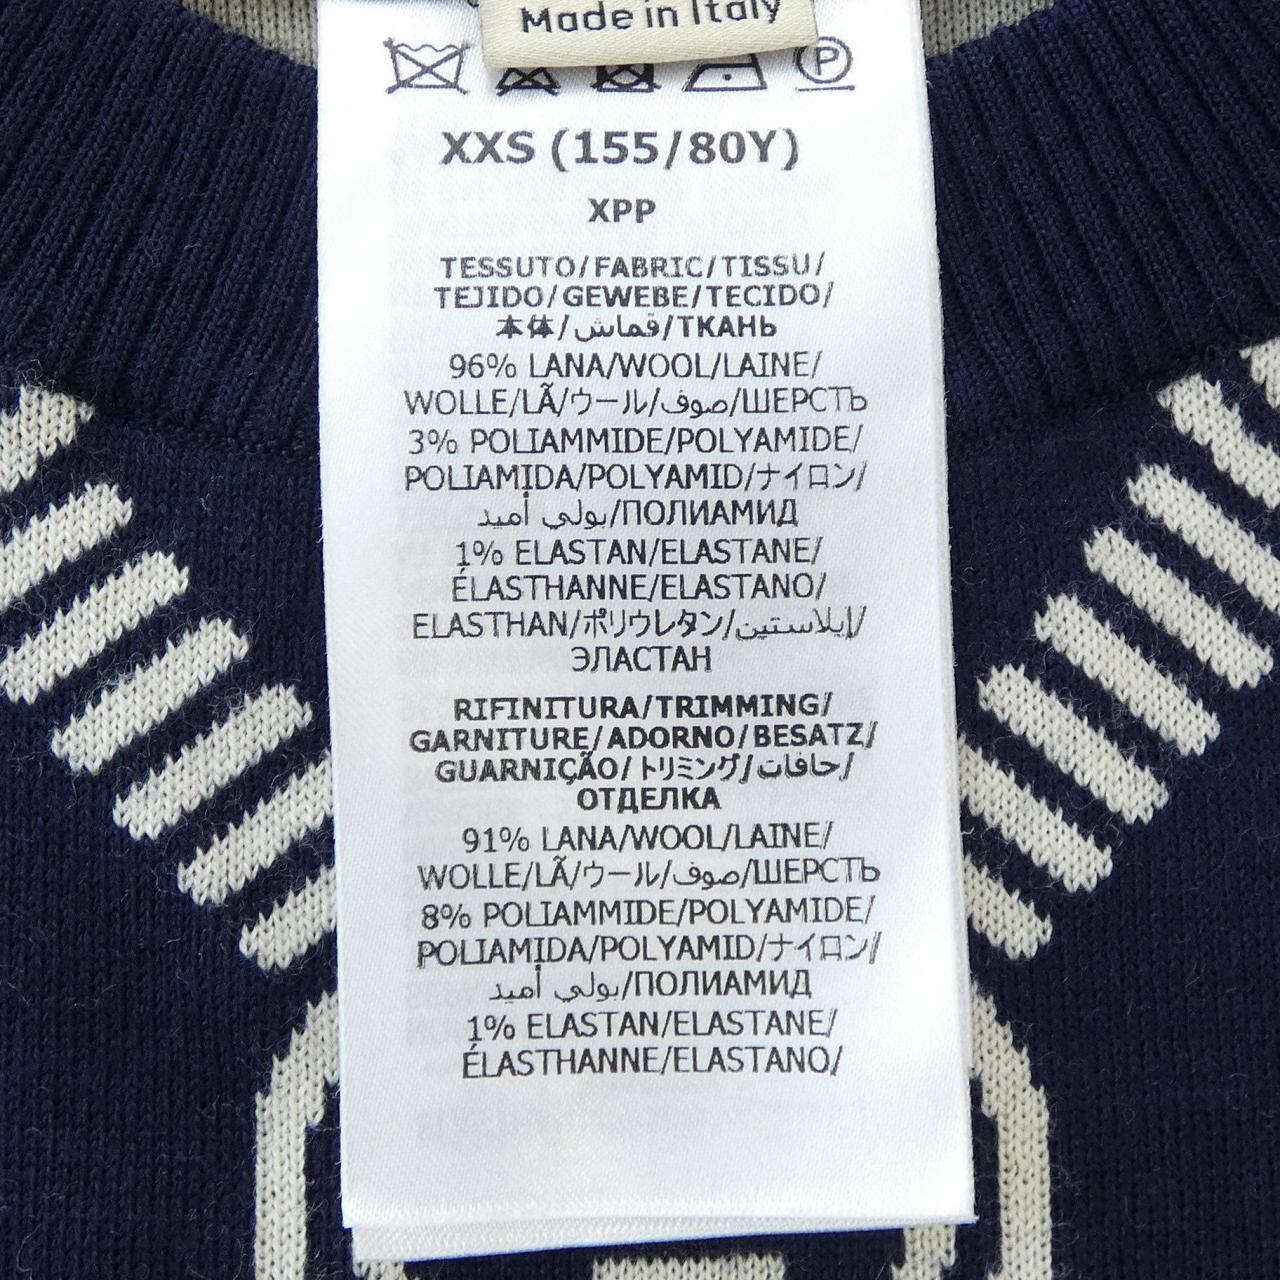 Made in Italy
P
XXS (155/80Y)
XPP
TESSUTO/FABRIC/TISSU/
TEJIDO/GEWEBE/TECIDO/
本体/قماش/ТКАНЬ
96% LANA/WOOL/LAINE/
WOLLE/LÃ/ウール/صوف/ШЕРСТЬ
3% POLIAMMIDE/POLYAMIDE/
POLIAMIDA/POLYAMID/ナイロン/
بولي أميد/ПОЛИАМИД
1% ELASTAN/ELASTANE/
ÉLASTHANNE/ELASTANO/
ELASTHAN/ポリウレタン/إيلاستين/
ЭЛАСТАН
RIFINITURA/TRIMMING/
GARNITURE/ADORNO/BESATZ/
GUARNIÇÃO/トリミング/حافات/
ОТДЕЛКА
91% LANA/WOOL/LAINE/
WOLLE/LÃ/ウール/صوف/ШЕРСТЬ
8% POLIAMMIDE/POLYAMIDE/
POLIAMIDA/POLYAMID/ナイロン/
بولي أميد/ПОЛИАМИД
1% ELASTAN/ELASTANE/
ÉLASTHANNE/ELASTANO/